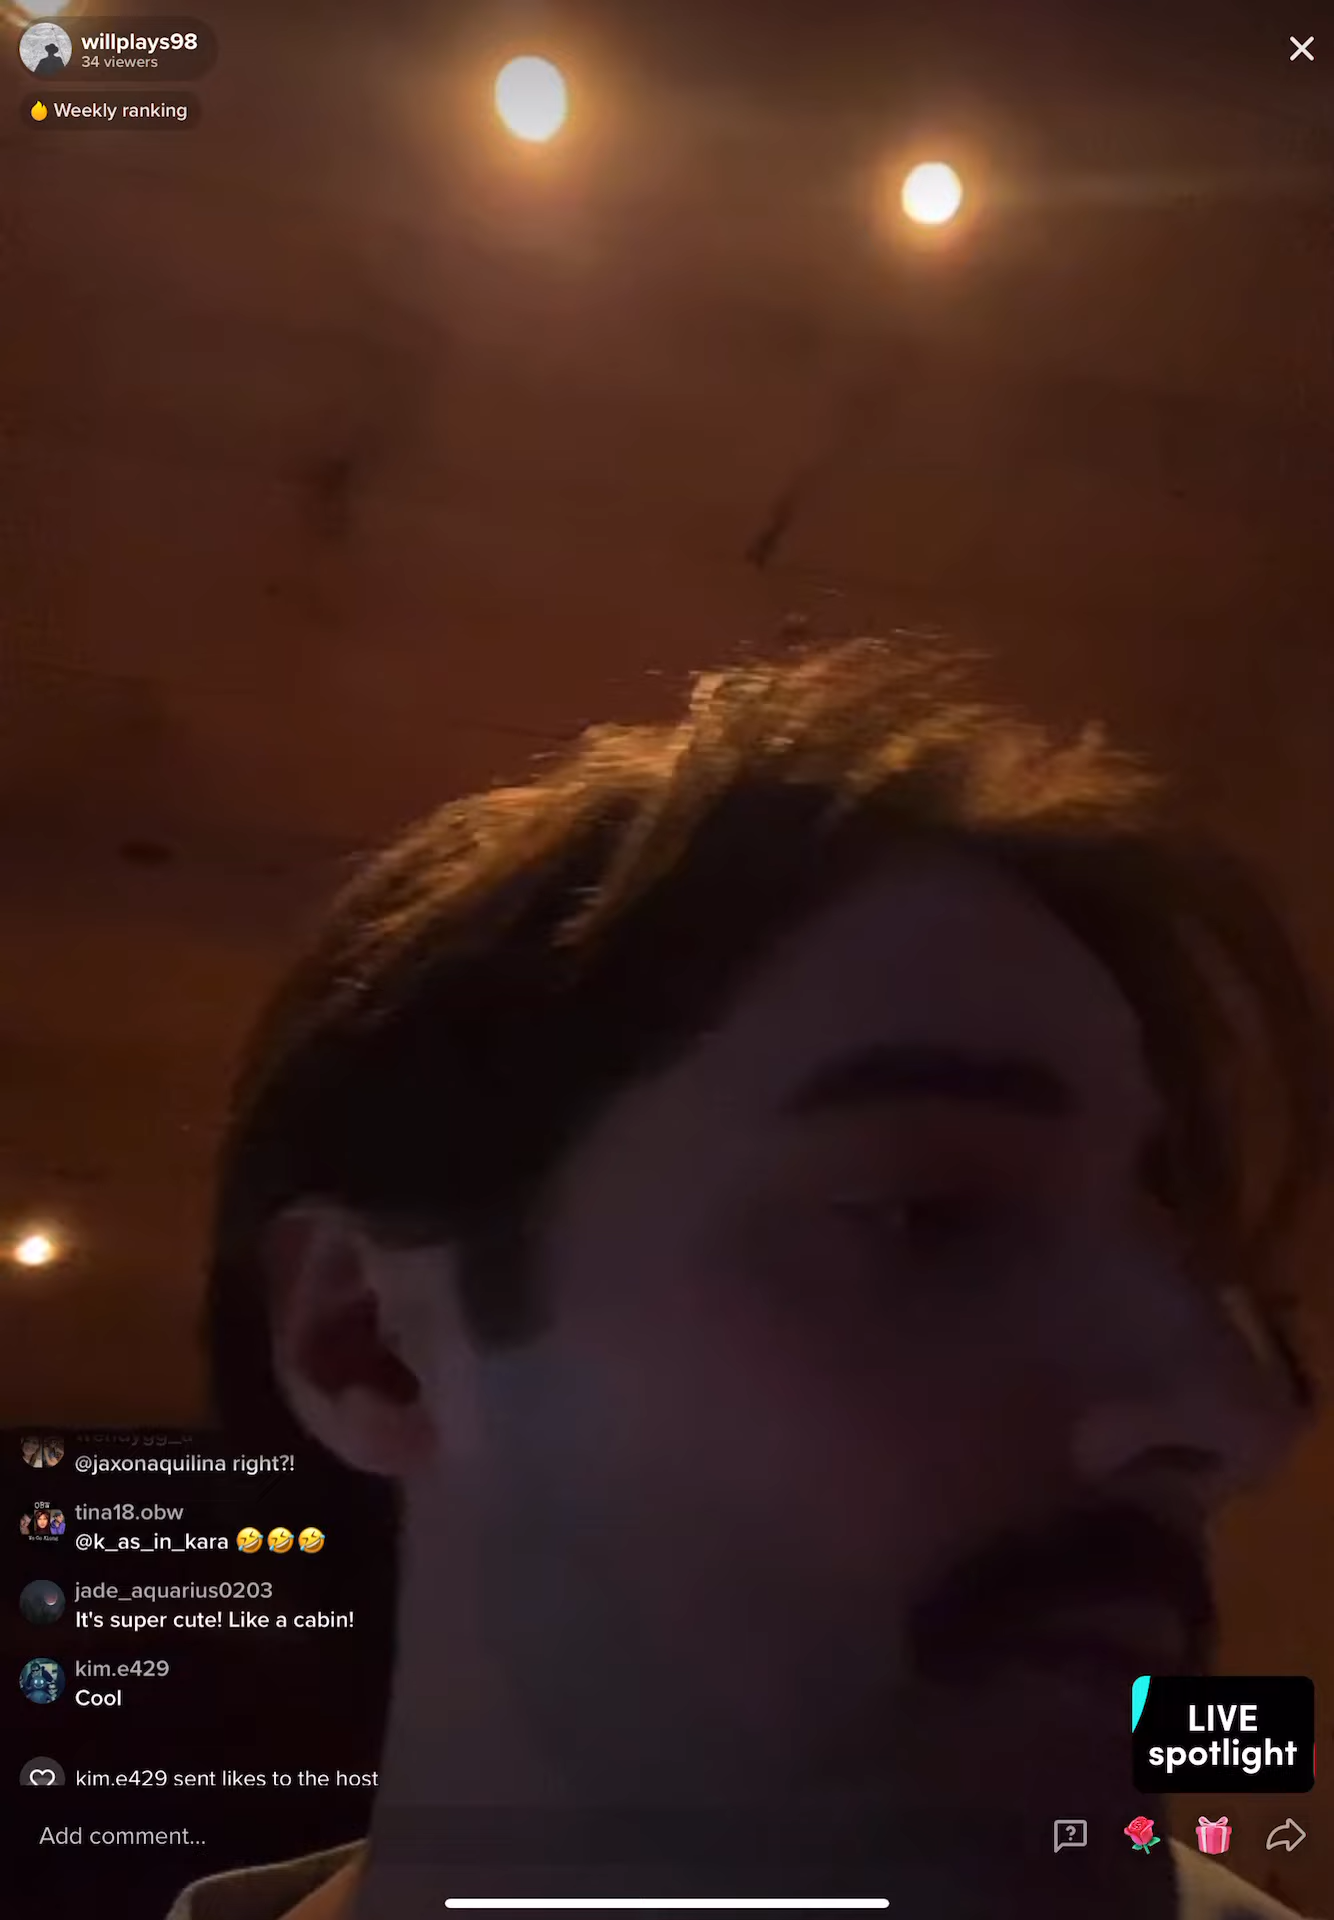 willplays98
34 viewers
Weekly ranking
@jaxonaquilina right?!
OBW
tina18.obw
@k_as_in_kara 🤣🤣🤣
jade_aquarius0203
It's super cute! Like a cabin!
kim.e429
Cool
kim.e429 sent likes to the host
LIVE
spotlight
Add comment...
?